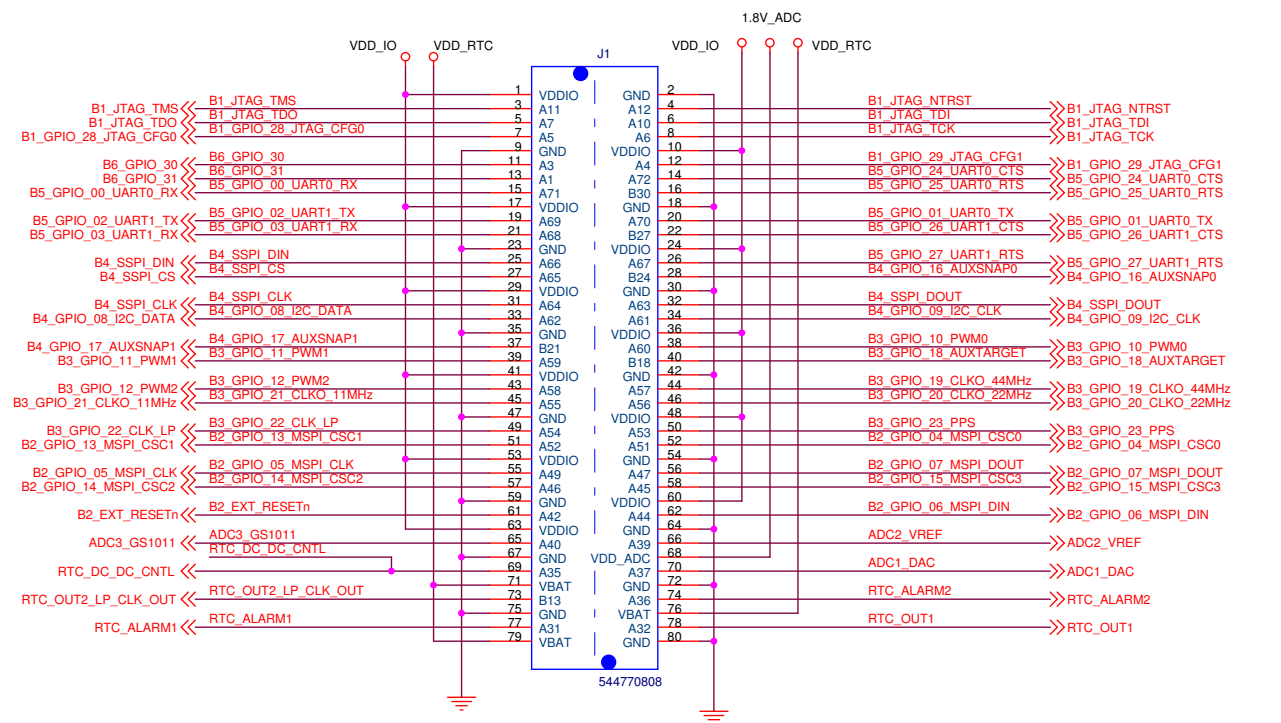 1.8V_ADC
VDD_IO VDD_RTC VDD_IO VDD_RTC
J1
1 VDDIO GND 2
B1_JTAG_TMS B1_JTAG_TMS 3 A11 A12 4 B1_JTAG_NTRST B1_JTAG_NTRST
B1_JTAG_TDO B1_JTAG_TDO 5 A7 A10 6 B1_JTAG_TDI B1_JTAG_TDI
B1_GPIO_28_JTAG_CFG0 B1_GPIO_28_JTAG_CFG0 7 A5 A6 8 B1_JTAG_TCK B1_JTAG_TCK
9 GND VDDIO 10
B6_GPIO_30 B6_GPIO_30 11 A3 A4 12 B1_GPIO_29_JTAG_CFG1 B1_GPIO_29_JTAG_CFG1
B6_GPIO_31 B6_GPIO_31 13 A1 A72 14 B5_GPIO_24_UART0_CTS B5_GPIO_24_UART0_CTS
B5_GPIO_00_UART0_RX B5_GPIO_00_UART0_RX 15 A71 B30 16 B5_GPIO_25_UART0_RTS B5_GPIO_25_UART0_RTS
17 VDDIO GND 18
B5_GPIO_02_UART1_TX B5_GPIO_02_UART1_TX 19 A69 A70 20 B5_GPIO_01_UART0_TX B5_GPIO_01_UART0_TX
B5_GPIO_03_UART1_RX B5_GPIO_03_UART1_RX 21 A68 B27 22 B5_GPIO_26_UART1_CTS B5_GPIO_26_UART1_CTS
23 GND VDDIO 24
B4_SSPI_DIN B4_SSPI_DIN 25 A66 A67 26 B5_GPIO_27_UART1_RTS B5_GPIO_27_UART1_RTS
B4_SSPI_CS B4_SSPI_CS 27 A65 B24 28 B4_GPIO_16_AUXSNAP0 B4_GPIO_16_AUXSNAP0
29 VDDIO GND 30
B4_SSPI_CLK B4_SSPI_CLK 31 A64 A63 32 B4_SSPI_DOUT B4_SSPI_DOUT
B4_GPIO_08_I2C_DATA B4_GPIO_08_I2C_DATA 33 A62 A61 34 B4_GPIO_09_I2C_CLK B4_GPIO_09_I2C_CLK
35 GND VDDIO 36
B4_GPIO_17_AUXSNAP1 B4_GPIO_17_AUXSNAP1 37 B21 A60 38 B3_GPIO_10_PWM0 B3_GPIO_10_PWM0
B3_GPIO_11_PWM1 B3_GPIO_11_PWM1 39 A59 B18 40 B3_GPIO_18_AUXTARGET B3_GPIO_18_AUXTARGET
41 VDDIO GND 42
B3_GPIO_12_PWM2 B3_GPIO_12_PWM2 43 A58 A57 44 B3_GPIO_19_CLKO_44MHz B3_GPIO_19_CLKO_44MHz
B3_GPIO_21_CLKO_11MHz B3_GPIO_21_CLKO_11MHz 45 A55 A56 46 B3_GPIO_20_CLKO_22MHz B3_GPIO_20_CLKO_22MHz
47 GND VDDIO 48
B3_GPIO_22_CLK_LP B3_GPIO_22_CLK_LP 49 A54 A53 50 B3_GPIO_23_PPS B3_GPIO_23_PPS
B2_GPIO_13_MSPI_CSC1 B2_GPIO_13_MSPI_CSC1 51 A52 A51 52 B2_GPIO_04_MSPI_CSC0 B2_GPIO_04_MSPI_CSC0
53 VDDIO GND 54
B2_GPIO_05_MSPI_CLK B2_GPIO_05_MSPI_CLK 55 A49 A47 56 B2_GPIO_07_MSPI_DOUT B2_GPIO_07_MSPI_DOUT
B2_GPIO_14_MSPI_CSC2 B2_GPIO_14_MSPI_CSC2 57 A46 A45 58 B2_GPIO_15_MSPI_CSC3 B2_GPIO_15_MSPI_CSC3
59 GND VDDIO 60
B2_EXT_RESETn B2_EXT_RESETn 61 A42 A44 62 B2_GPIO_06_MSPI_DIN B2_GPIO_06_MSPI_DIN
63 VDDIO GND 64
ADC3_GS1011 ADC3_GS1011 65 A40 A39 66 ADC2_VREF ADC2_VREF
RTC_DC_DC_CNTL 67 GND VDD_ADC 68
RTC_DC_DC_CNTL 69 A35 A37 70 ADC1_DAC ADC1_DAC
71 VBAT GND 72
RTC_OUT2_LP_CLK_OUT RTC_OUT2_LP_CLK_OUT 73 B13 A36 74 RTC_ALARM2 RTC_ALARM2
75 GND VBAT 76
RTC_ALARM1 RTC_ALARM1 77 A31 A32 78 RTC_OUT1 RTC_OUT1
79 VBAT GND 80
544770808